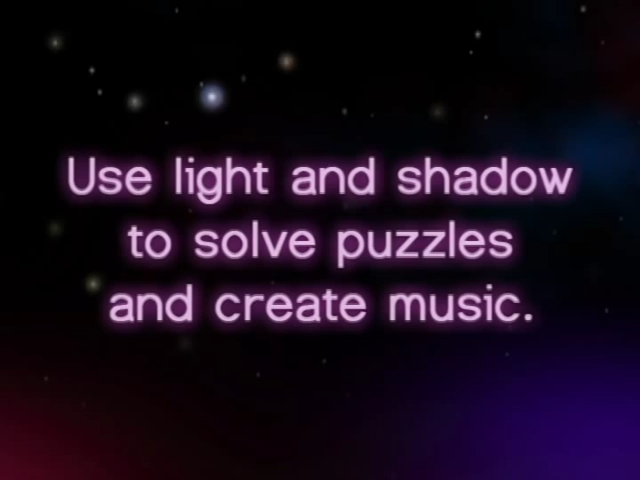 Use light and shadow
to solve puzzles
and create music.